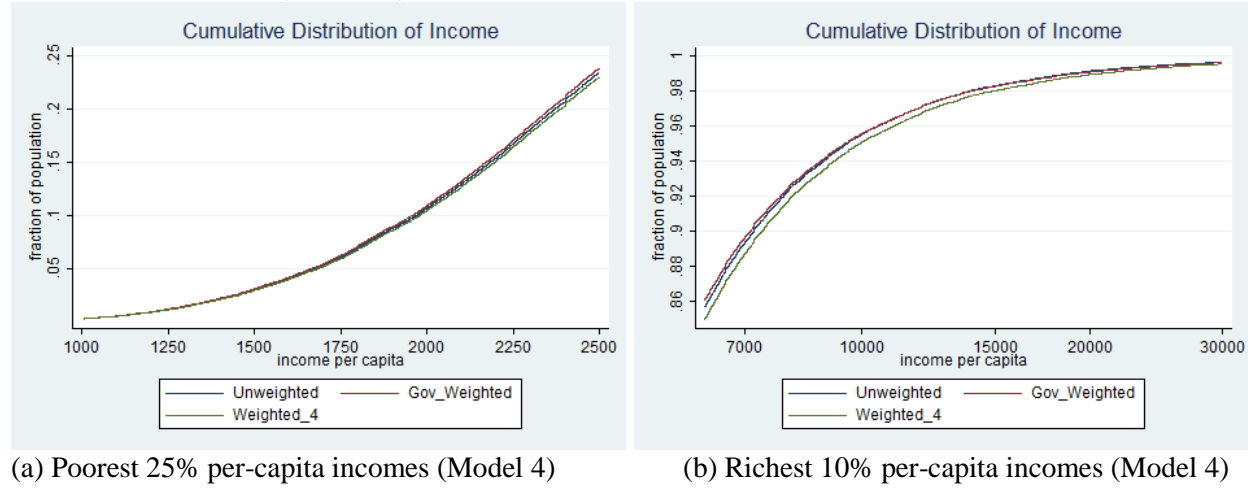 Cumulative Distribution of Income
fraction of population
.25
.2
.15
.1
.05
1000 1250 1500 1750 2000 2250 2500
income per capita
Unweighted Gov_Weighted
Weighted_4
(a) Poorest 25% per-capita incomes (Model 4)
Cumulative Distribution of Income
fraction of population
1
.98
.96
.94
.92
.9
.88
.86
7000 10000 15000 20000 30000
income per capita
Unweighted Gov_Weighted
Weighted_4
(b) Richest 10% per-capita incomes (Model 4)